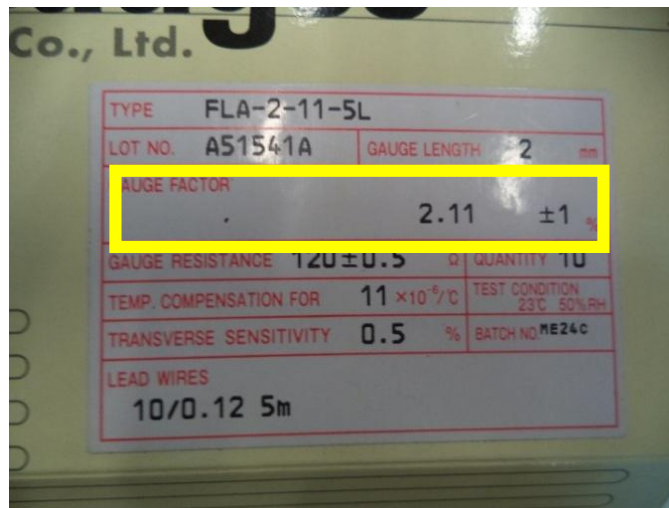 Co., Ltd.
TYPE FLA-2-11-5L
LOT NO. A51541A GAUGE LENGTH 2 mm
GAUGE FACTOR
2.11 ±1 %
GAUGE RESISTANCE 120±0.5 Ω QUANTITY 10
TEMP. COMPENSATION FOR 11 ×10⁻⁶/℃ TEST CONDITION
23℃ 50%RH
TRANSVERSE SENSITIVITY 0.5 % BATCH NO. ME24C
LEAD WIRES
10/0.12 5m